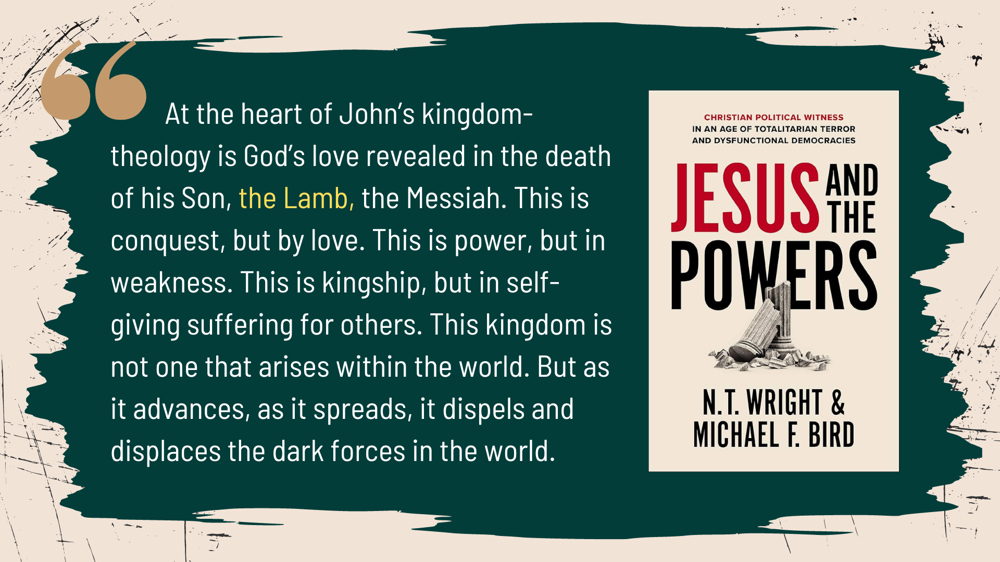 “
At the heart of John’s kingdom-
theology is God’s love revealed in the death
of his Son, the Lamb, the Messiah. This is
conquest, but by love. This is power, but in
weakness. This is kingship, but in self-
giving suffering for others. This kingdom is
not one that arises within the world. But as
it advances, as it spreads, it dispels and
displaces the dark forces in the world.
CHRISTIAN POLITICAL WITNESS
IN AN AGE OF TOTALITARIAN TERROR
AND DYSFUNCTIONAL DEMOCRACIES
JESUS AND
THE
POWERS
N.T. WRIGHT &
MICHAEL F. BIRD